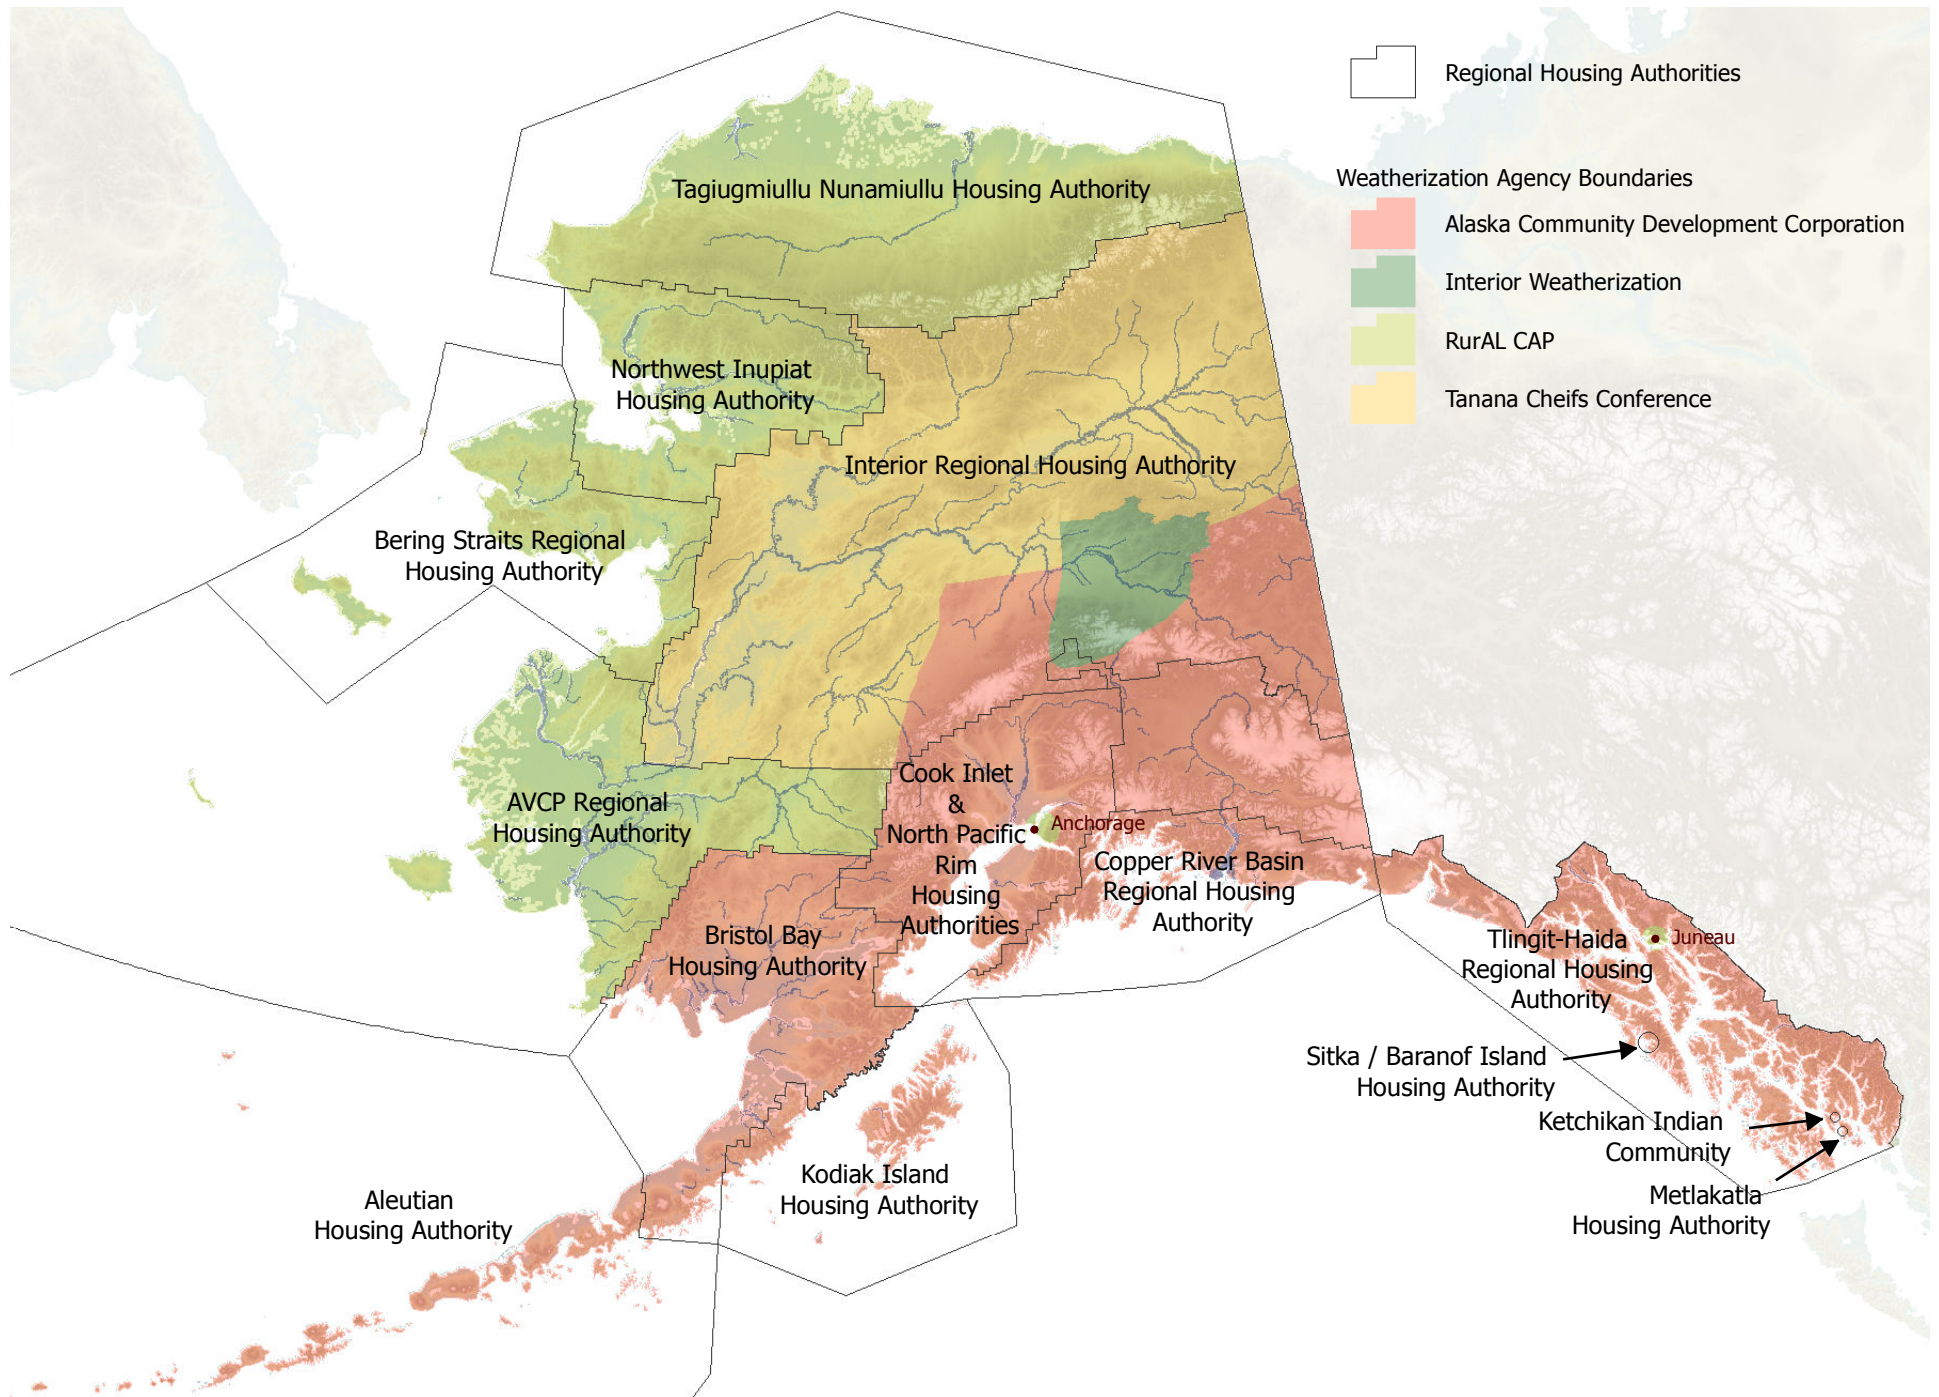 Regional Housing Authorities
Weatherization Agency Boundaries
Alaska Community Development Corporation
Interior Weatherization
RurAL CAP
Tanana Cheifs Conference
Tagiugmiullu Nunamiullu Housing Authority
Northwest Inupiat
Housing Authority
Interior Regional Housing Authority
Bering Straits Regional
Housing Authority
AVCP Regional
Housing Authority
Cook Inlet
&
North Pacific
Rim
Housing
Authorities
Anchorage
Copper River Basin
Regional Housing
Authority
Bristol Bay
Housing Authority
Tlingit-Haida
Regional Housing
Authority
Juneau
Sitka / Baranof Island
Housing Authority
Ketchikan Indian
Community
Metlakatla
Housing Authority
Kodiak Island
Housing Authority
Aleutian
Housing Authority